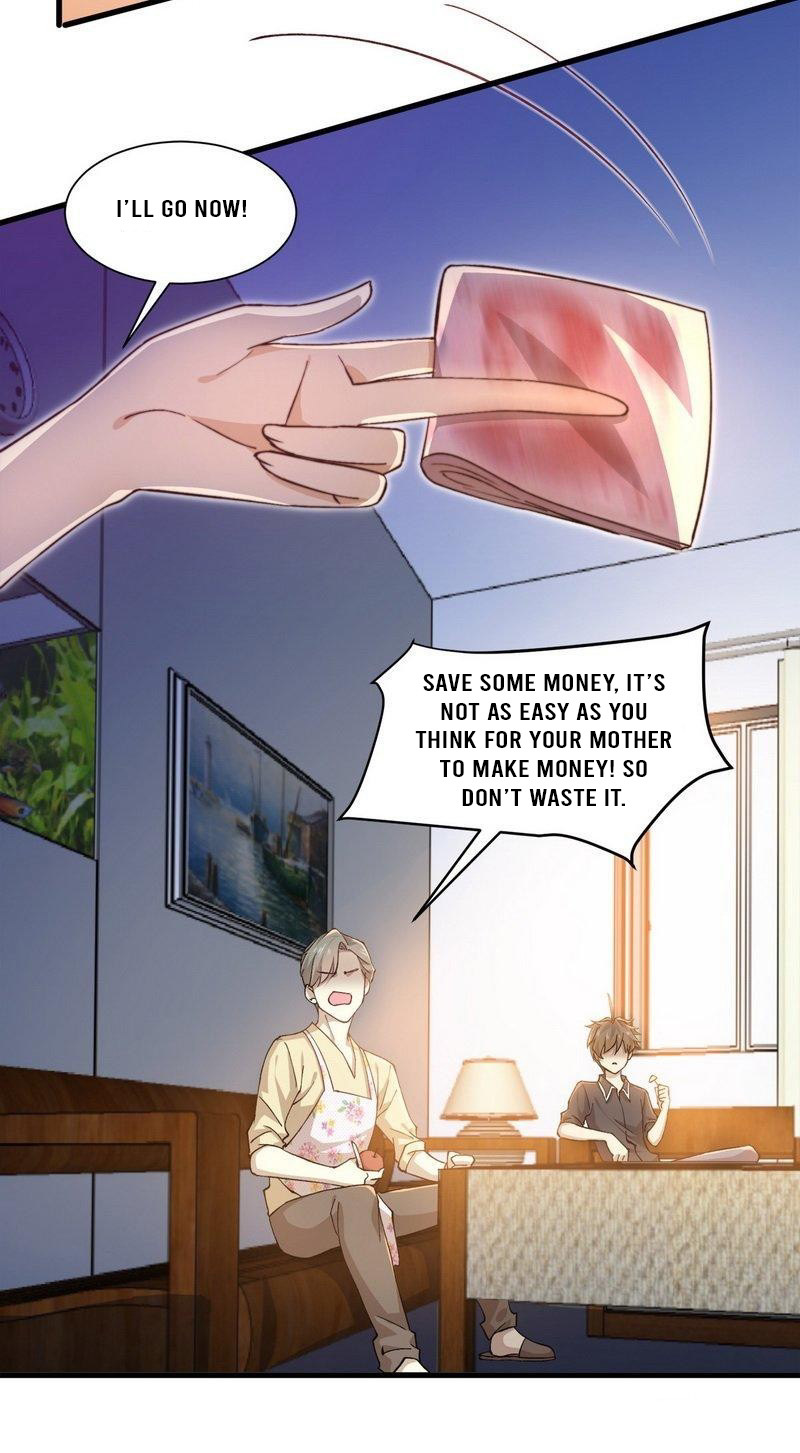 I'LL GO NOW!
SAVE SOME MONEY, IT'S
NOT AS EASY AS YOU
THINK FOR YOUR MOTHER
TO MAKE MONEY! SO
DON'T WASTE IT.